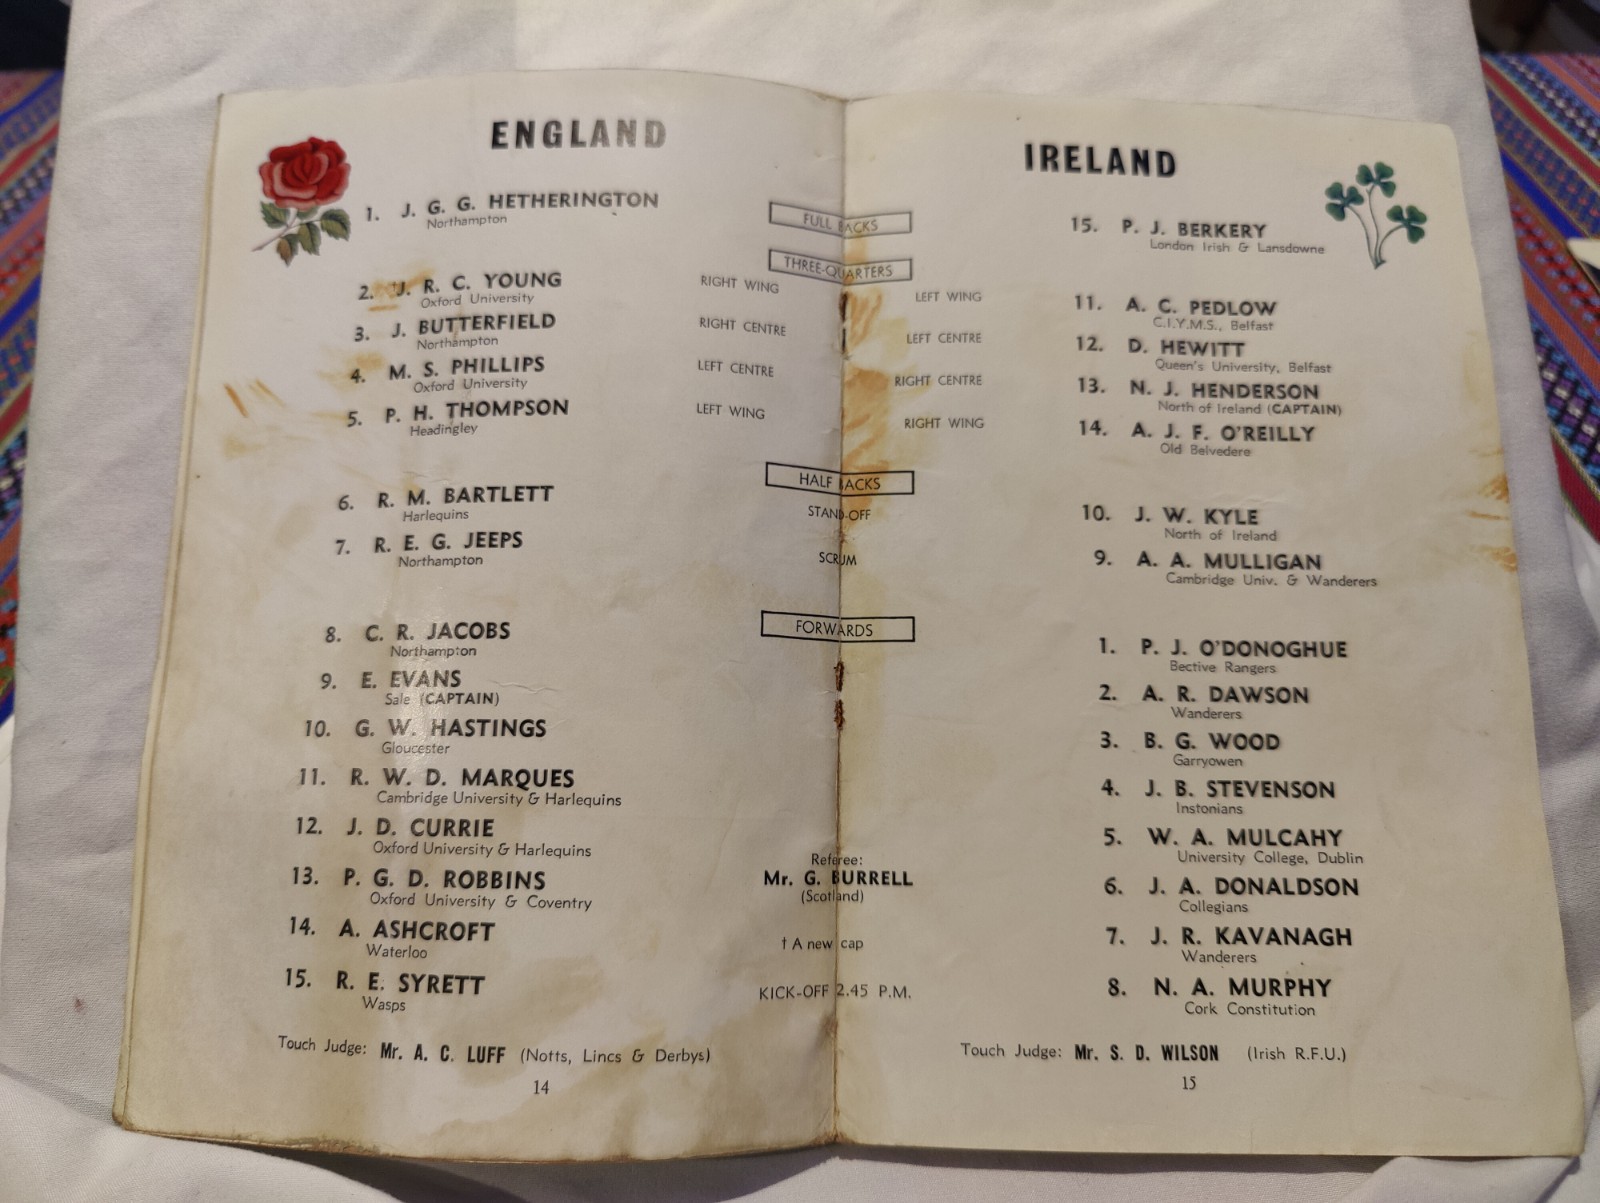 ENGLAND
1. J. G. G. HETHERINGTON
Northampton
2. J. R. C. YOUNG
Oxford University
RIGHT WING
3. J. BUTTERFIELD
Northampton
RIGHT CENTRE
4. M. S. PHILLIPS
Oxford University
LEFT CENTRE
5. P. H. THOMPSON
Headingley
LEFT WING
6. R. M. BARTLETT
Harlequins
7. R. E. G. JEEPS
Northampton
8. C. R. JACOBS
Northampton
9. E. EVANS
Sale (CAPTAIN)
10. G. W. HASTINGS
Gloucester
11. R. W. D. MARQUES
Cambridge University & Harlequins
12. J. D. CURRIE
Oxford University & Harlequins
13. P. G. D. ROBBINS
Oxford University & Coventry
14. A. ASHCROFT
Waterloo
15. R. E. SYRETT
Wasps
Touch Judge: Mr. A. C. LUFF (Notts, Lincs & Derbys)
14
FULL BACKS
THREE-QUARTERS
HALF BACKS
STAND-OFF
SCRUM
FORWARDS
Referee:
Mr. G. BURRELL
(Scotland)
† A new cap
KICK-OFF 2.45 P.M.
IRELAND
15. P. J. BERKERY
London Irish & Lansdowne
LEFT WING
11. A. C. PEDLOW
C.I.Y.M.S., Belfast
LEFT CENTRE
12. D. HEWITT
Queen's University, Belfast
RIGHT CENTRE
13. N. J. HENDERSON
North of Ireland (CAPTAIN)
RIGHT WING
14. A. J. F. O'REILLY
Old Belvedere
10. J. W. KYLE
North of Ireland
9. A. A. MULLIGAN
Cambridge Univ. & Wanderers
1. P. J. O'DONOGHUE
Bective Rangers
2. A. R. DAWSON
Wanderers
3. B. G. WOOD
Garryowen
4. J. B. STEVENSON
Instonians
5. W. A. MULCAHY
University College, Dublin
6. J. A. DONALDSON
Collegians
7. J. R. KAVANAGH
Wanderers
8. N. A. MURPHY
Cork Constitution
Touch Judge: Mr. S. D. WILSON (Irish R.F.U.)
15